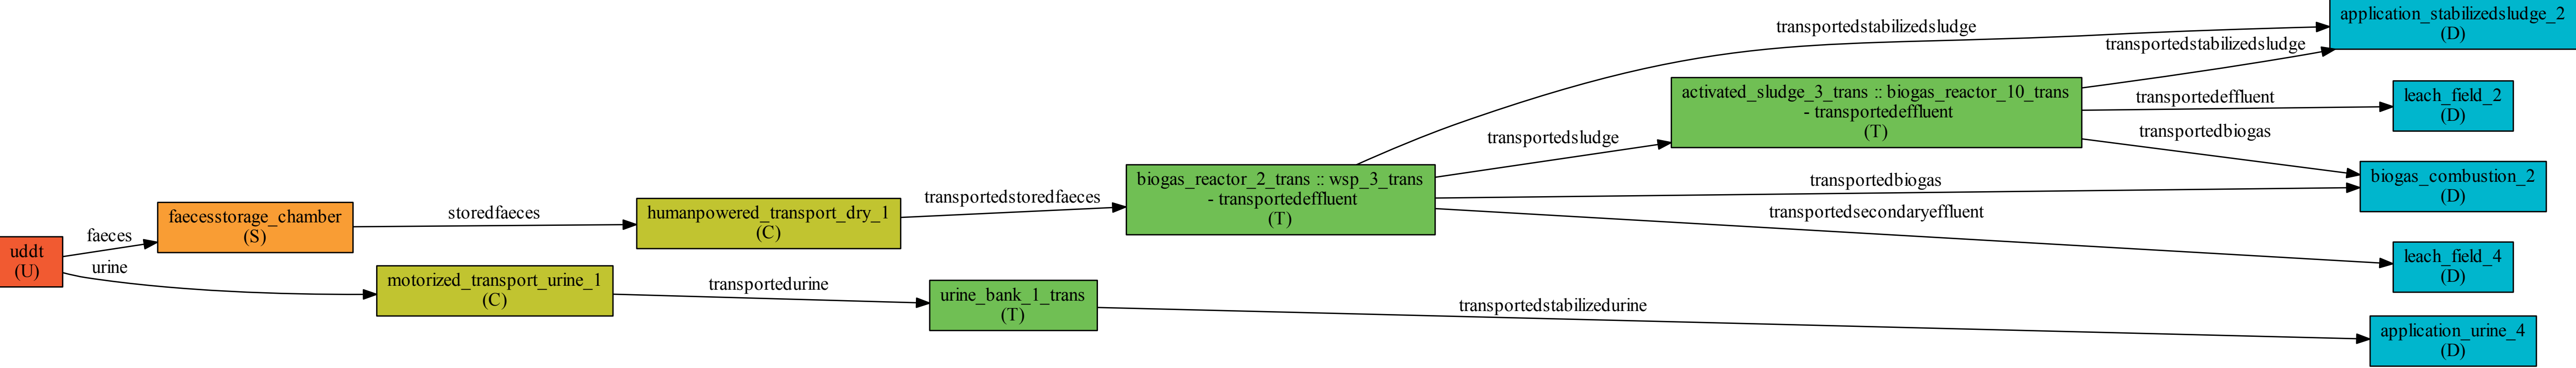 uddt
(U)
faeces
urine
faecesstorage_chamber
(S)
storedfaeces
motorized_transport_urine_1
(C)
humanpowered_transport_dry_1
(C)
transportedurine
transportedstoredfaeces
urine_bank_1_trans
(T)
biogas_reactor_2_trans :: wsp_3_trans
- transportedeffluent
(T)
transportedstabilizedurine
transportedstabilizedsludge
transportedsludge
transportedbiogas
transportedsecondaryeffluent
activated_sludge_3_trans :: biogas_reactor_10_trans
- transportedeffluent
(T)
transportedstabilizedsludge
transportedeffluent
transportedbiogas
application_stabilizedsludge_2
(D)
leach_field_2
(D)
biogas_combustion_2
(D)
leach_field_4
(D)
application_urine_4
(D)